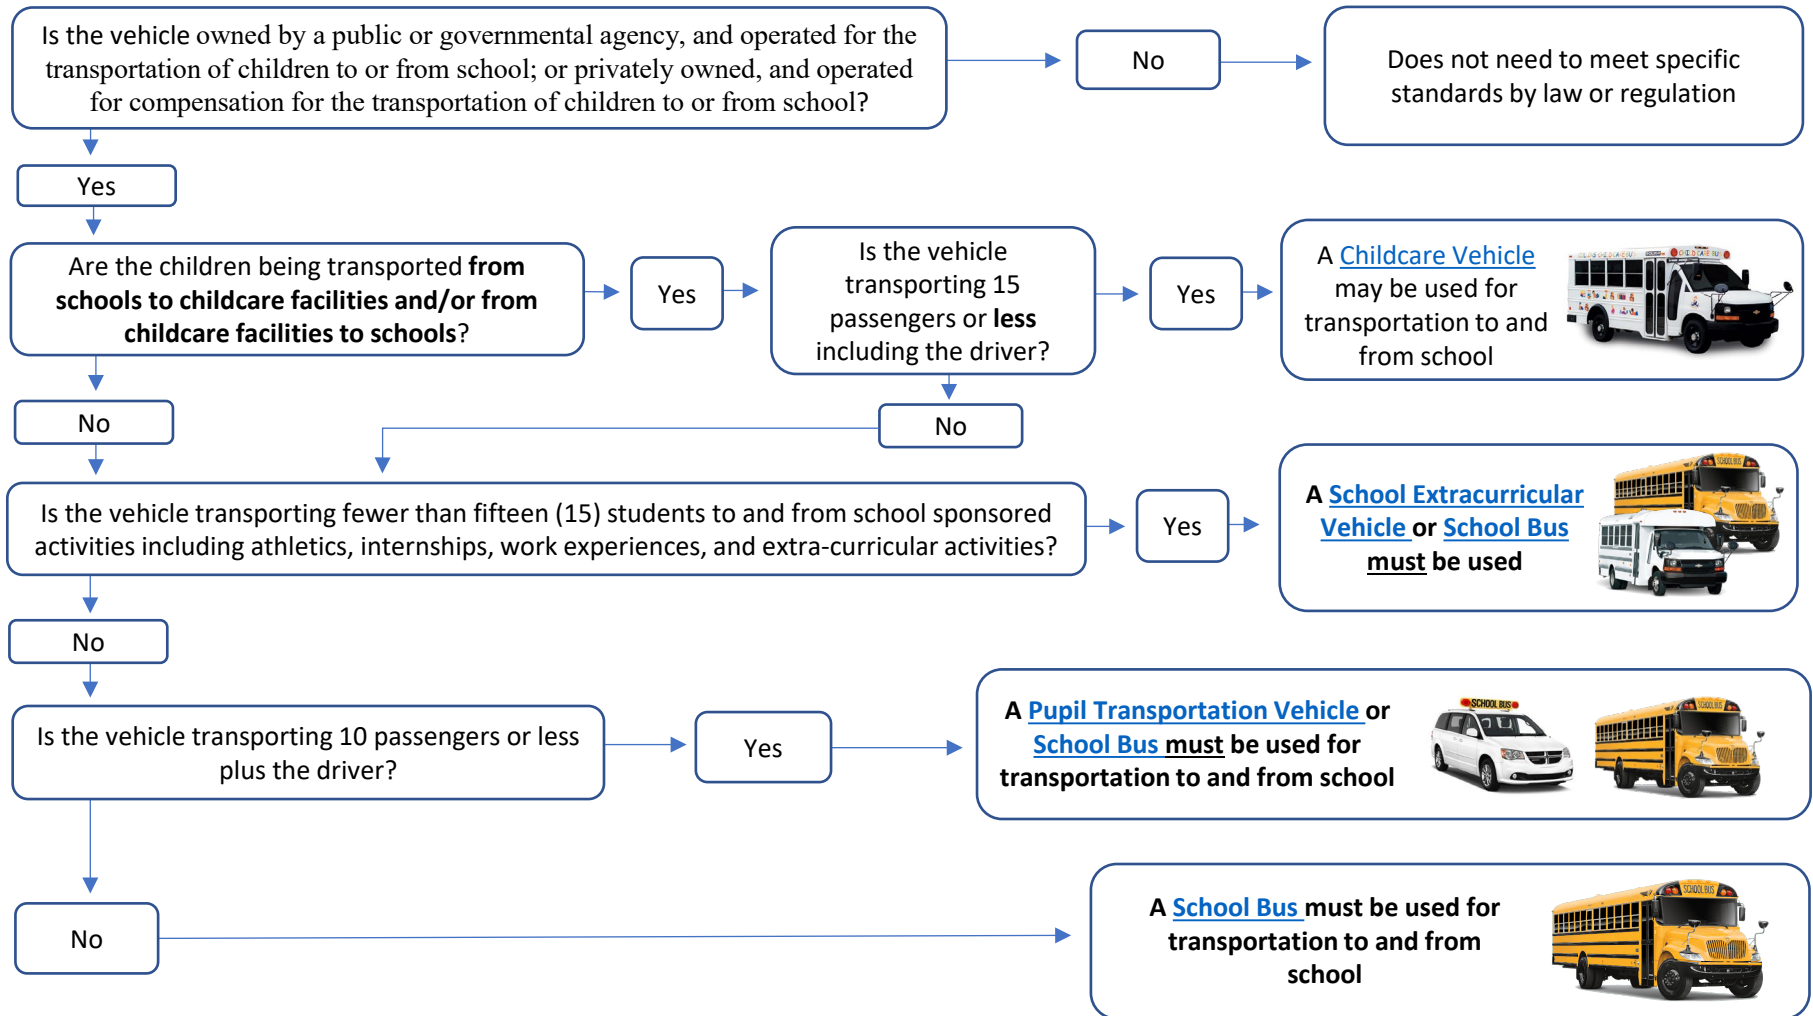 Is the vehicle owned by a public or governmental agency, and operated for the
transportation of children to or from school; or privately owned, and operated
for compensation for the transportation of children to or from school?
No
Does not need to meet specific
standards by law or regulation
Yes
Are the children being transported from
schools to childcare facilities and/or from
childcare facilities to schools?
Yes
Is the vehicle
transporting 15
passengers or less
including the driver?
Yes
A Childcare Vehicle
may be used for
transportation to and
from school
No
No
Is the vehicle transporting fewer than fifteen (15) students to and from school sponsored
activities including athletics, internships, work experiences, and extra-curricular activities?
Yes
A School Extracurricular
Vehicle or School Bus
must be used
SCHOOL BUS
No
Is the vehicle transporting 10 passengers or less
plus the driver?
Yes
A Pupil Transportation Vehicle or
School Bus must be used for
transportation to and from school
SCHOOL BUS
SCHOOL BUS
No
A School Bus must be used for
transportation to and from
school
SCHOOL BUS